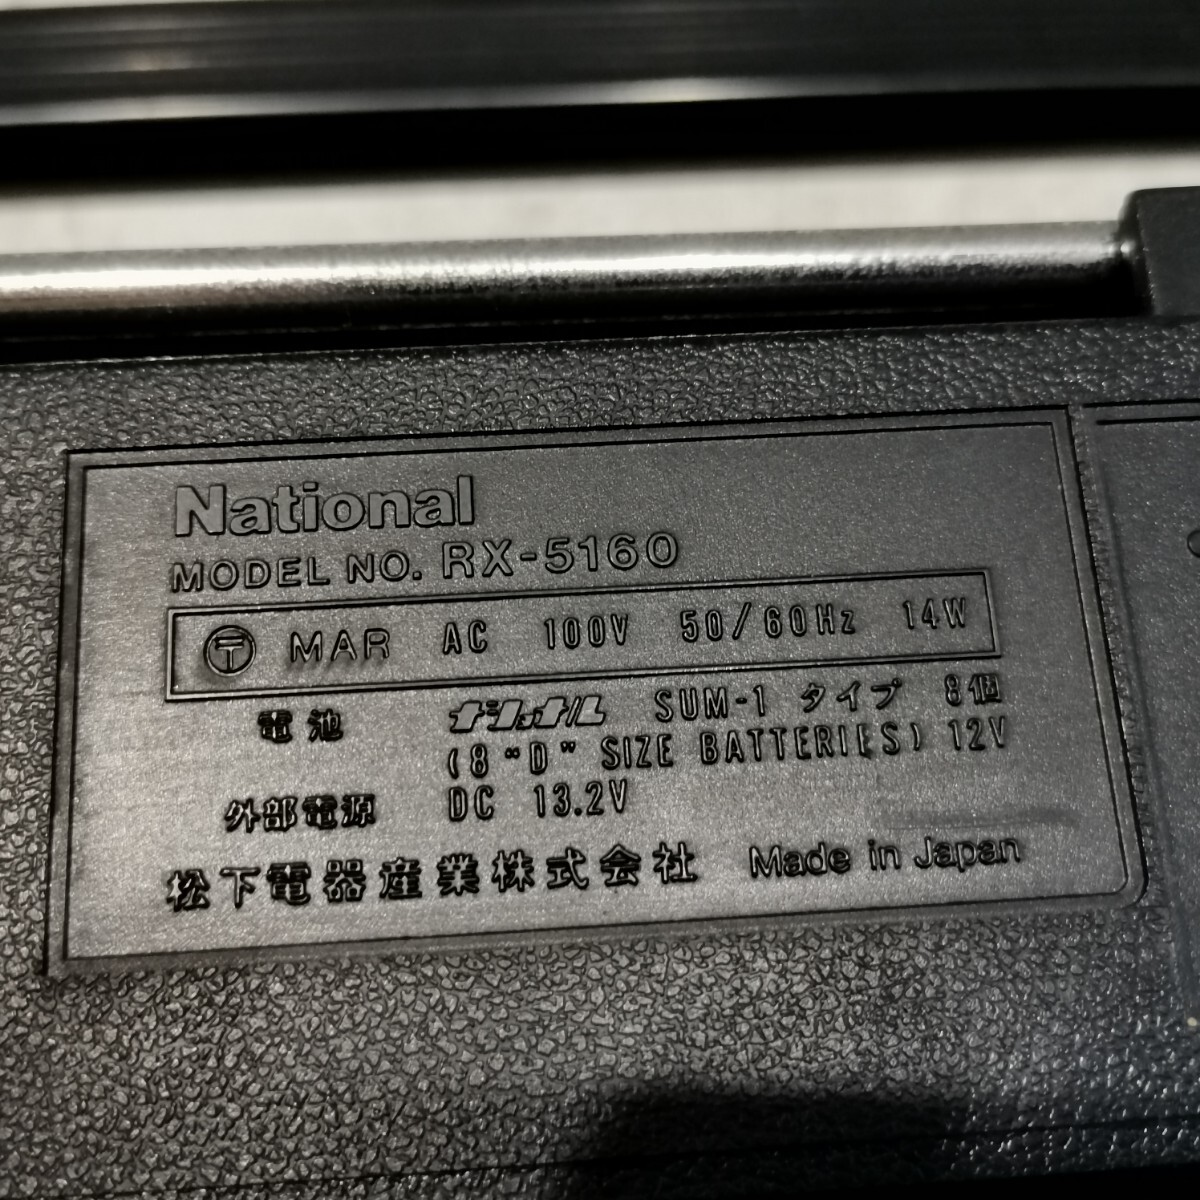 National
MODEL NO. RX-5160
〒 MAR AC 100V 50/60Hz 14W
電池 ナショナル SUM-1 タイプ 8個
(8 "D" SIZE BATTERIES) 12V
外部電源 DC 13.2V
松下電器産業株式会社 Made in Japan